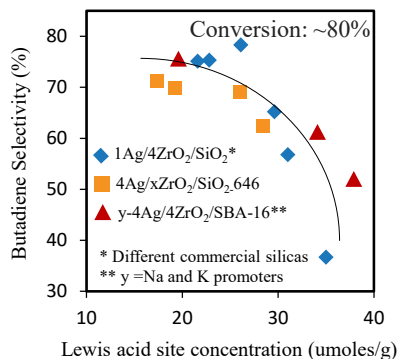 Conversion: ~80%
80
70
60
50
40
30
Butadiene Selectivity (%)
1Ag/4ZrO₂/SiO₂*
4Ag/xZrO₂/SiO₂-646
y-4Ag/4ZrO₂/SBA-16**
* Different commercial silicas
** y =Na and K promoters
10 20 30 40
Lewis acid site concentration (umoles/g)